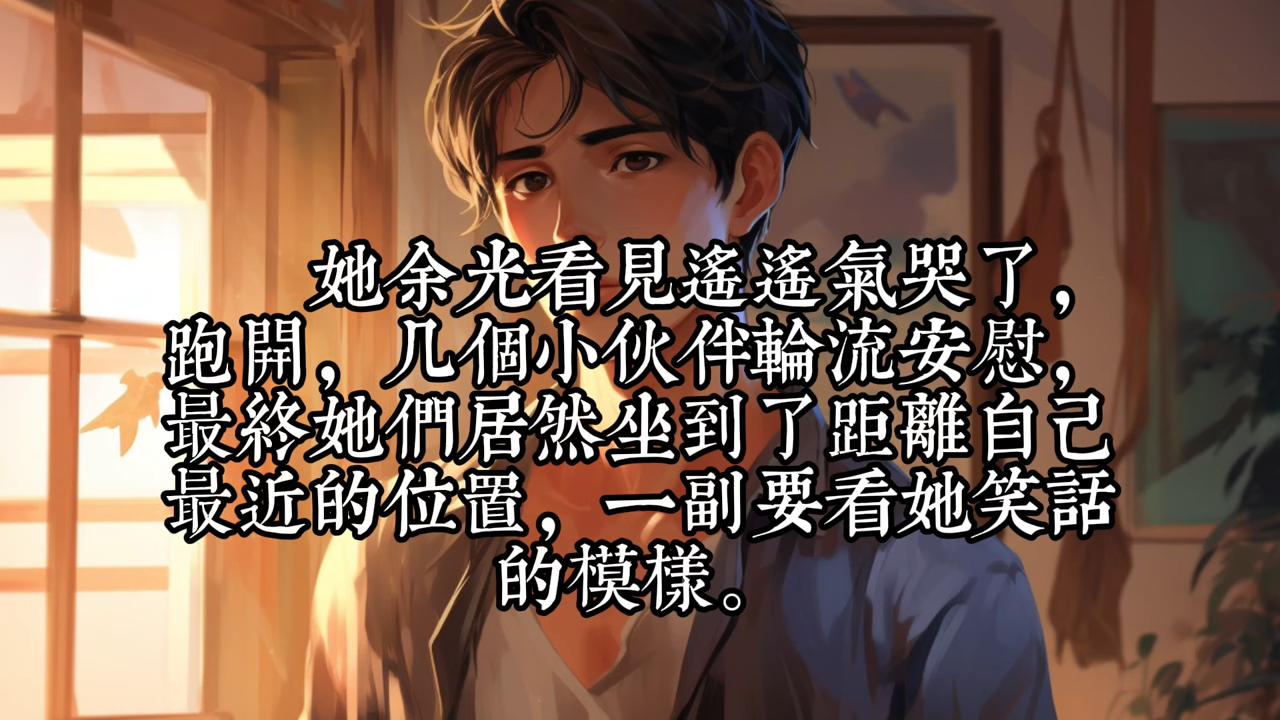 她余光看見遙遙氣哭了，
跑開，几個小伙伴輪流安慰，
最終她們居然坐到了距離自己
最近的位置，一副要看她笑話
的模樣。